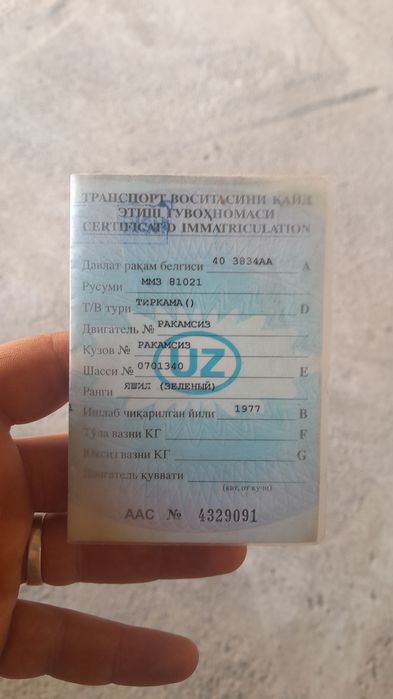 ТРАНСПОРТ ВОСИТАСИНИ ҚАЙД
ЭТИШ ГУВОҲНОМАСИ
CERTIFICAT D IMMATRICULATION
Давлат рақам белгиси 40 3834AA A
Русуми ММЗ 81021
Т/В тури ТИРКАМА() D
Двигатель № РАКАМСИЗ
Кузов № РАКАМСИЗ
Шасси № 0701340 E
Ранги ЯШИЛ (ЗЕЛЕНЫЙ)
Ишлаб чиқарилган йили 1977 B
Тўла вазни КГ F
Юксиз вазни КГ G
Двигатель қуввати
(квт, от кучи)
UZ
ААС № 4329091